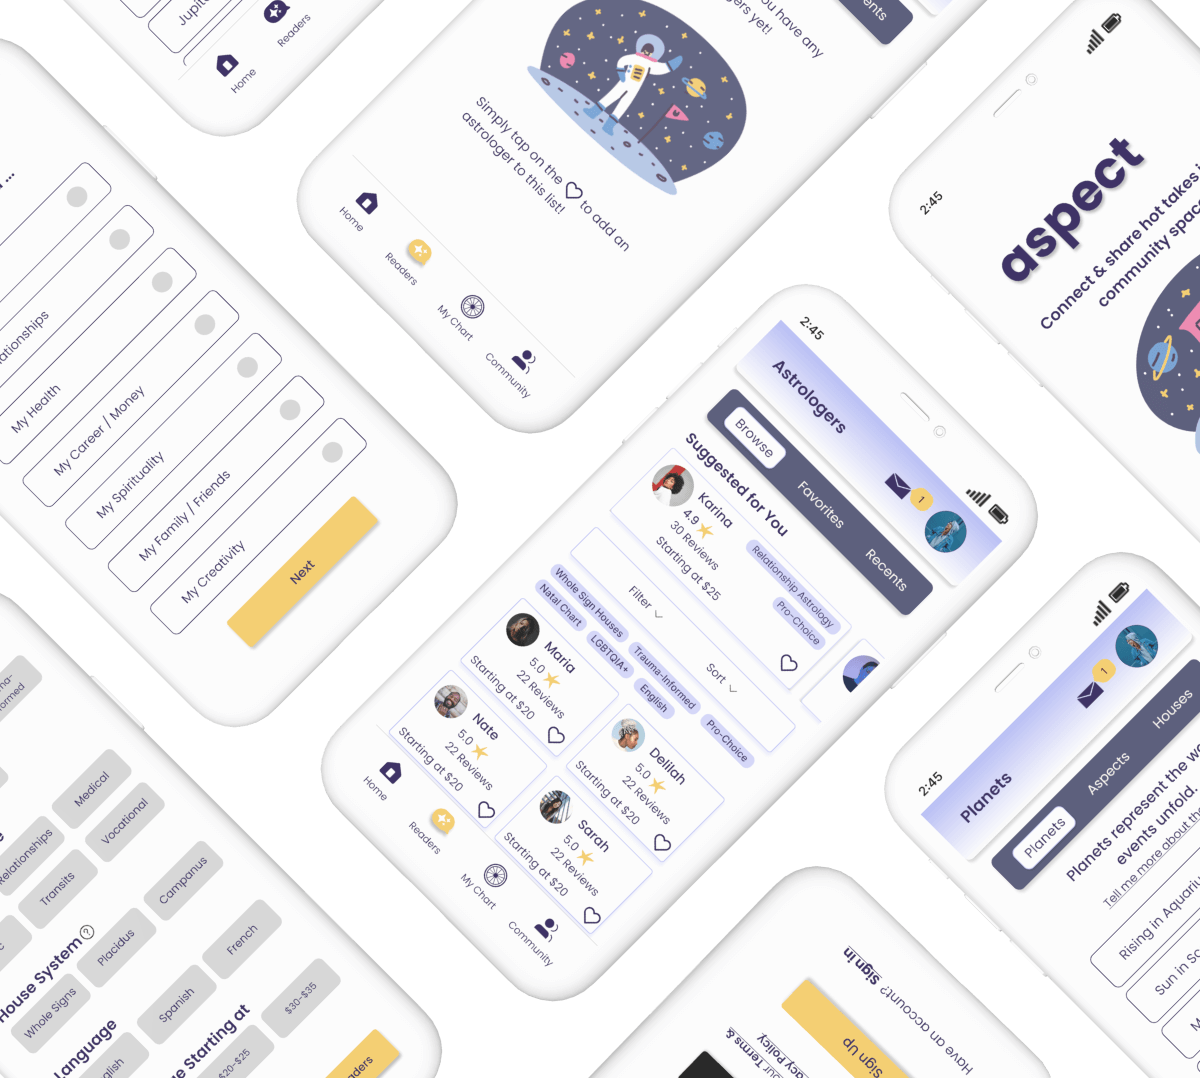 Jupit
Readers
Home
ationships
My Health
My Career / Money
My Spirituality
My Family / Friends
My Creativity
Next
ou have any
gers yet!
ents
Simply tap on the ♡ to add an
astrologer to this list!
Home
Readers
My Chart
Community
2:45
aspect
Connect & share hot takes i
community spac
2:45
Astrologers
1
Browse
Favorites
Recents
Suggested for You
Karina
4.9
30 Reviews
Starting at $25
Relationship Astrology
Pro-Choice
Filter
Sort
Whole Sign Houses
Trauma-Informed
Pro-Choice
Natal Chart
LGBTQIA+
English
Maria
5.0
22 Reviews
Starting at $20
Delilah
5.0
22 Reviews
Starting at $20
Nate
5.0
22 Reviews
Starting at $20
Sarah
5.0
22 Reviews
Starting at $20
Home
Readers
My Chart
Community
2:45
Planets
1
Planets
Aspects
Houses
Planets represent the wo
events unfold.
Tell me more about th
Rising in Aquariu
Sun in Sc
Medical
Relationships
Vocational
Transits
House System
?
Whole Signs
Placidus
Campanus
Language
glish
Spanish
French
e Starting at
$20-$25
$30-$35
aders
Have an account?
Sign in
Sign Up
our Terms &
acy Policy